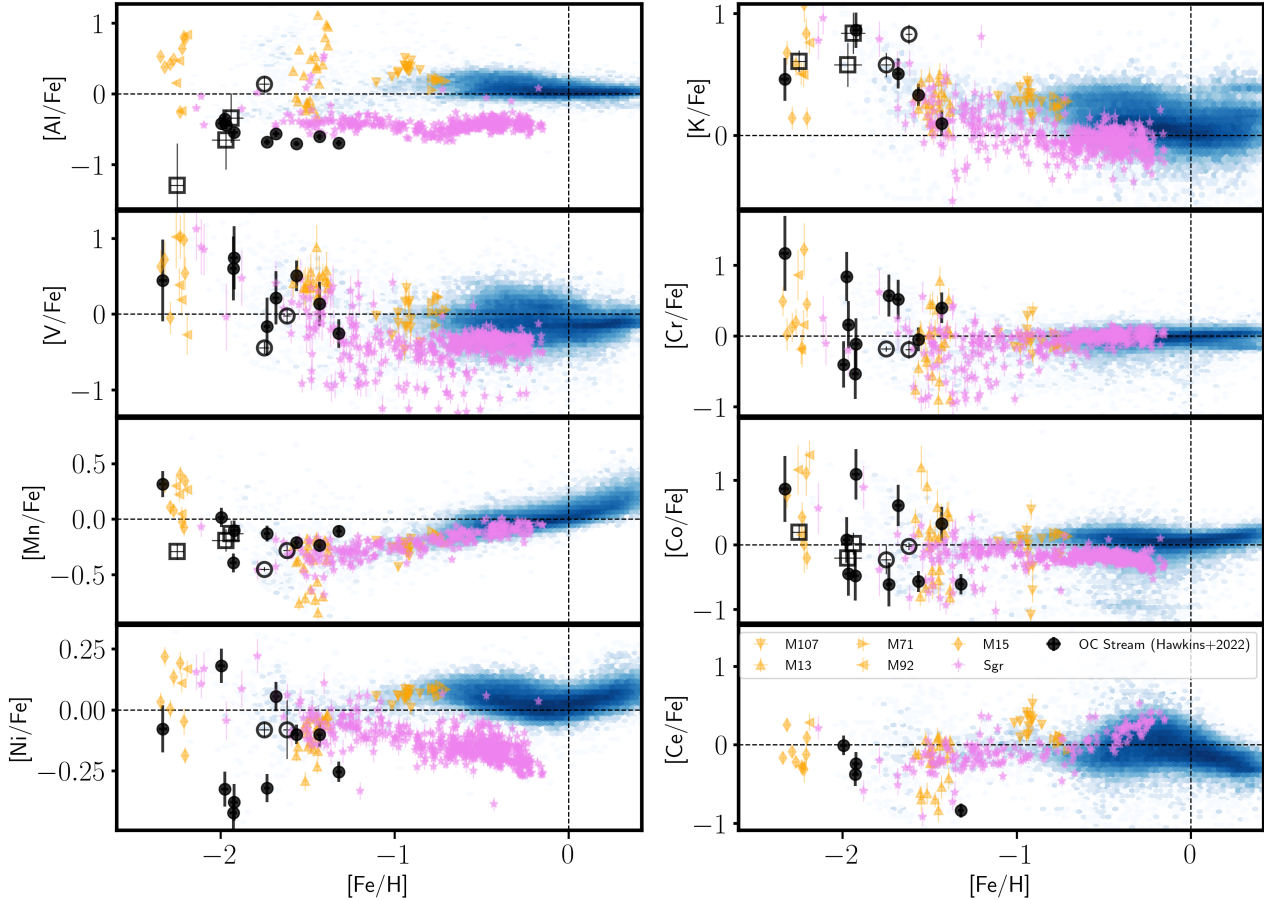 1
0
−1
[Al/Fe]
1
0
[K/Fe]
1
0
−1
[V/Fe]
1
0
−1
[Cr/Fe]
0.5
0.0
−0.5
[Mn/Fe]
1
0
−1
[Co/Fe]
0.25
0.00
−0.25
[Ni/Fe]
M107 M71 M15 OC Stream (Hawkins+2022)
M13 M92 Sgr
1
0
−1
[Ce/Fe]
−2 −1 0
[Fe/H]
−2 −1 0
[Fe/H]